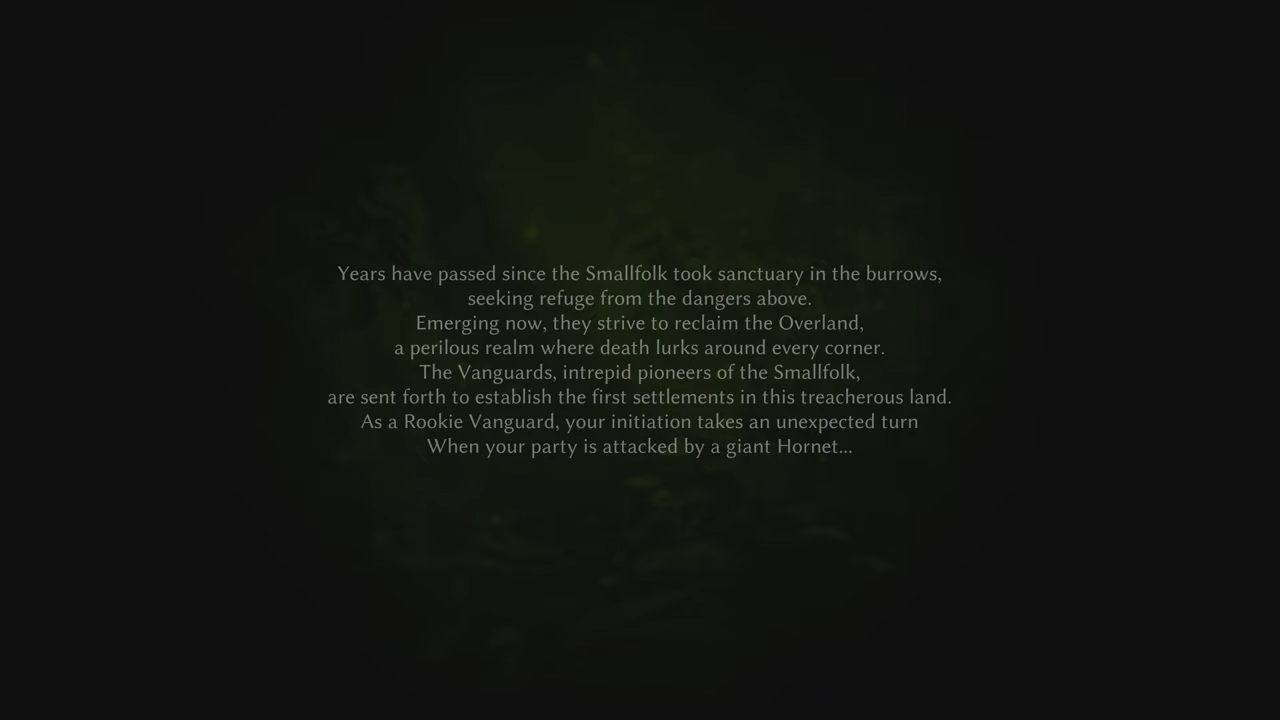 Years have passed since the Smallfolk took sanctuary in the burrows,
seeking refuge from the dangers above.
Emerging now, they strive to reclaim the Overland,
a perilous realm where death lurks around every corner.
The Vanguards, intrepid pioneers of the Smallfolk,
are sent forth to establish the first settlements in this treacherous land.
As a Rookie Vanguard, your initiation takes an unexpected turn
When your party is attacked by a giant Hornet...